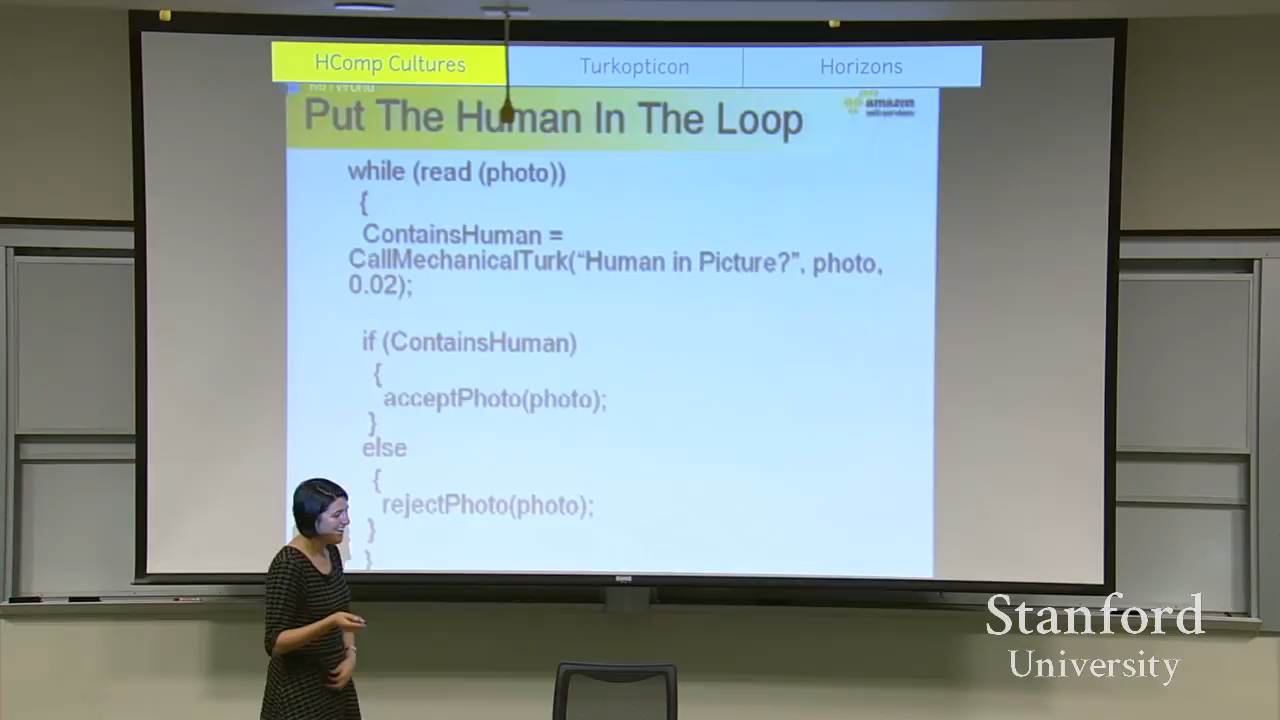 HComp Cultures
Turkopticon
Horizons
Put The Human In The Loop
amazon
while (read (photo))
{
ContainsHuman =
CallMechanicalTurk("Human in Picture?", photo,
0.02);
if (ContainsHuman)
{
acceptPhoto(photo);
}
else
{
rejectPhoto(photo);
}
}
Stanford
University